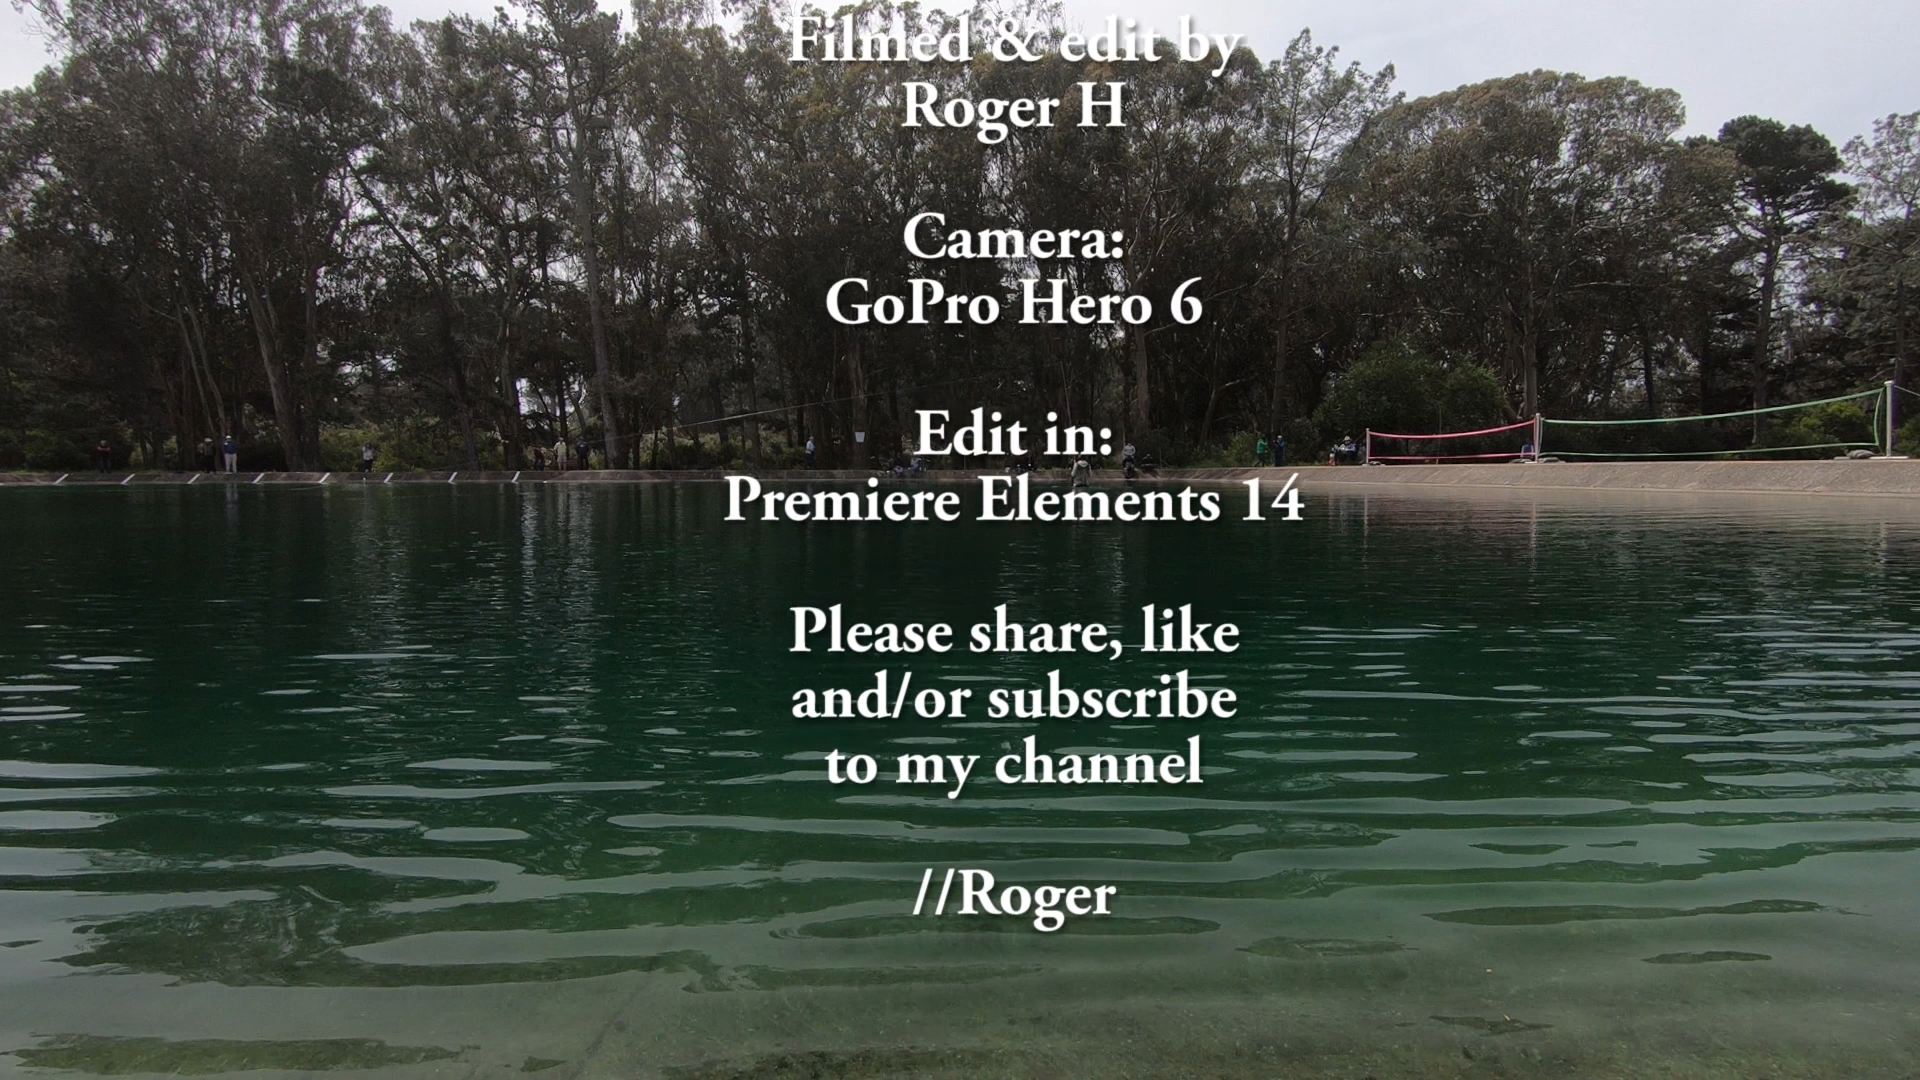 Filmed & edit by
Roger H
Camera:
GoPro Hero 6
Edit in:
Premiere Elements 14
Please share, like
and/or subscribe
to my channel
//Roger